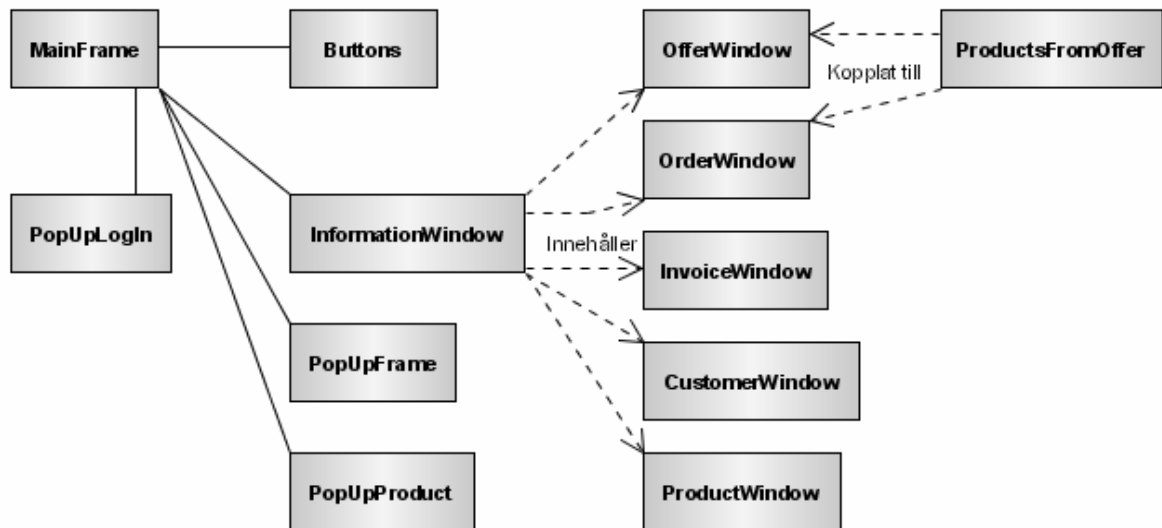 MainFrame
Buttons
OfferWindow
ProductsFromOffer
Kopplat till
OrderWindow
PopUpLogIn
InformationWindow
Innehåller
InvoiceWindow
PopUpFrame
CustomerWindow
PopUpProduct
ProductWindow